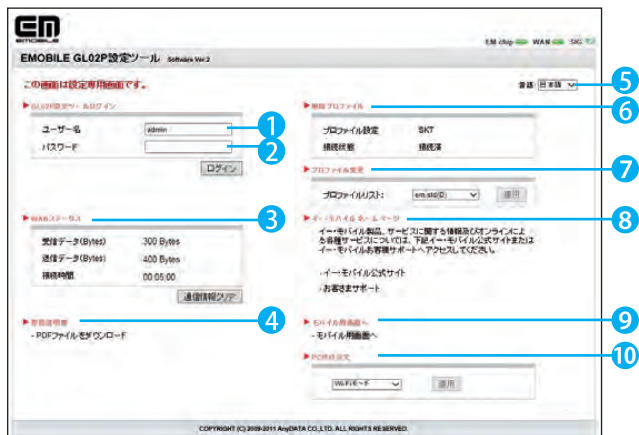 EM
EMOBILE
EM chip WAN SIG
EMOBILE GL02P設定ツール Software Ver.2
この画面は設定専用画面です。
言語: 日本語
5
GL02P設定ツールログイン
ユーザー名 admin
1
パスワード
2
ログイン
接続プロファイル
6
プロファイル設定 SKT
接続状態 接続済
プロファイル変更
7
プロファイルリスト: em.std(D) 適用
WANステータス
3
受信データ(Bytes) 300 Bytes
送信データ(Bytes) 400 Bytes
接続時間 00:05:00
通信情報クリア
イー・モバイル ホームページ
8
イー・モバイル製品、サービスに関する情報及びオンラインによ
る各種サービスについては、下記イー・モバイル公式サイトまたは
イー・モバイルお客様サポートへアクセスしてください。
・イー・モバイル公式サイト
・お客さまサポート
取扱説明書
4
- PDFファイルをダウンロード
モバイル用画面へ
9
- モバイル用画面へ
PC接続設定
10
Wi-Fiモード 適用
COPYRIGHT (C) 2009-2011 AnyDATA CO.,LTD. ALL RIGHTS RESERVED.